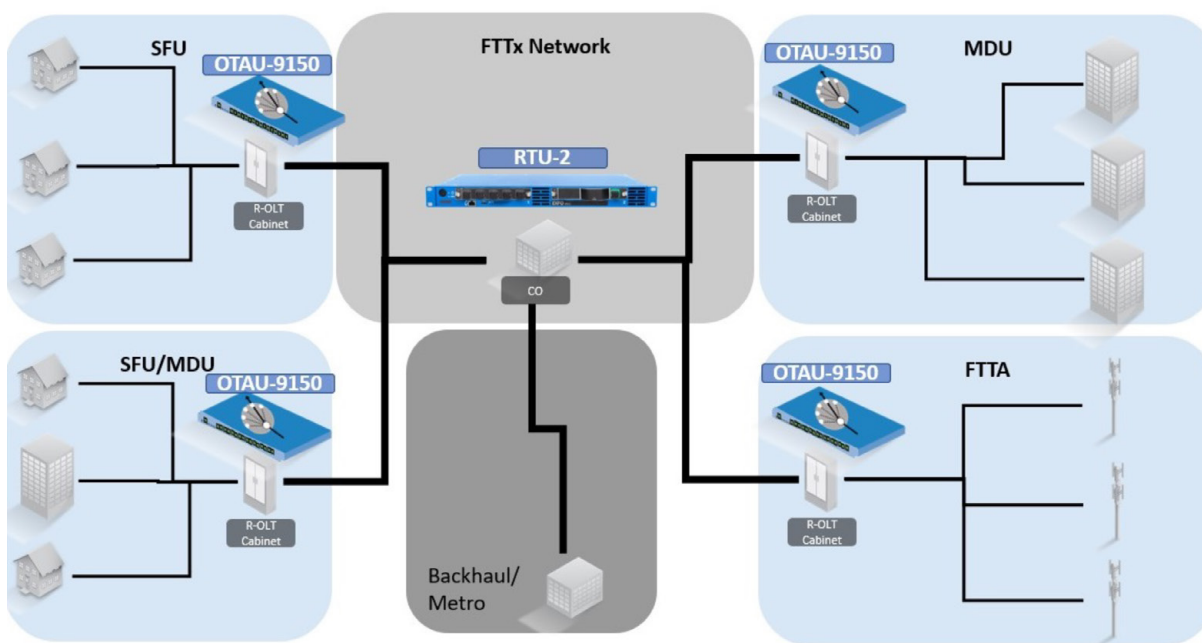 SFU
OTAU-9150
R-OLT
Cabinet
FTTx Network
RTU-2
CO
OTAU-9150
MDU
R-OLT
Cabinet
SFU/MDU
OTAU-9150
R-OLT
Cabinet
Backhaul/
Metro
OTAU-9150
FTTA
R-OLT
Cabinet